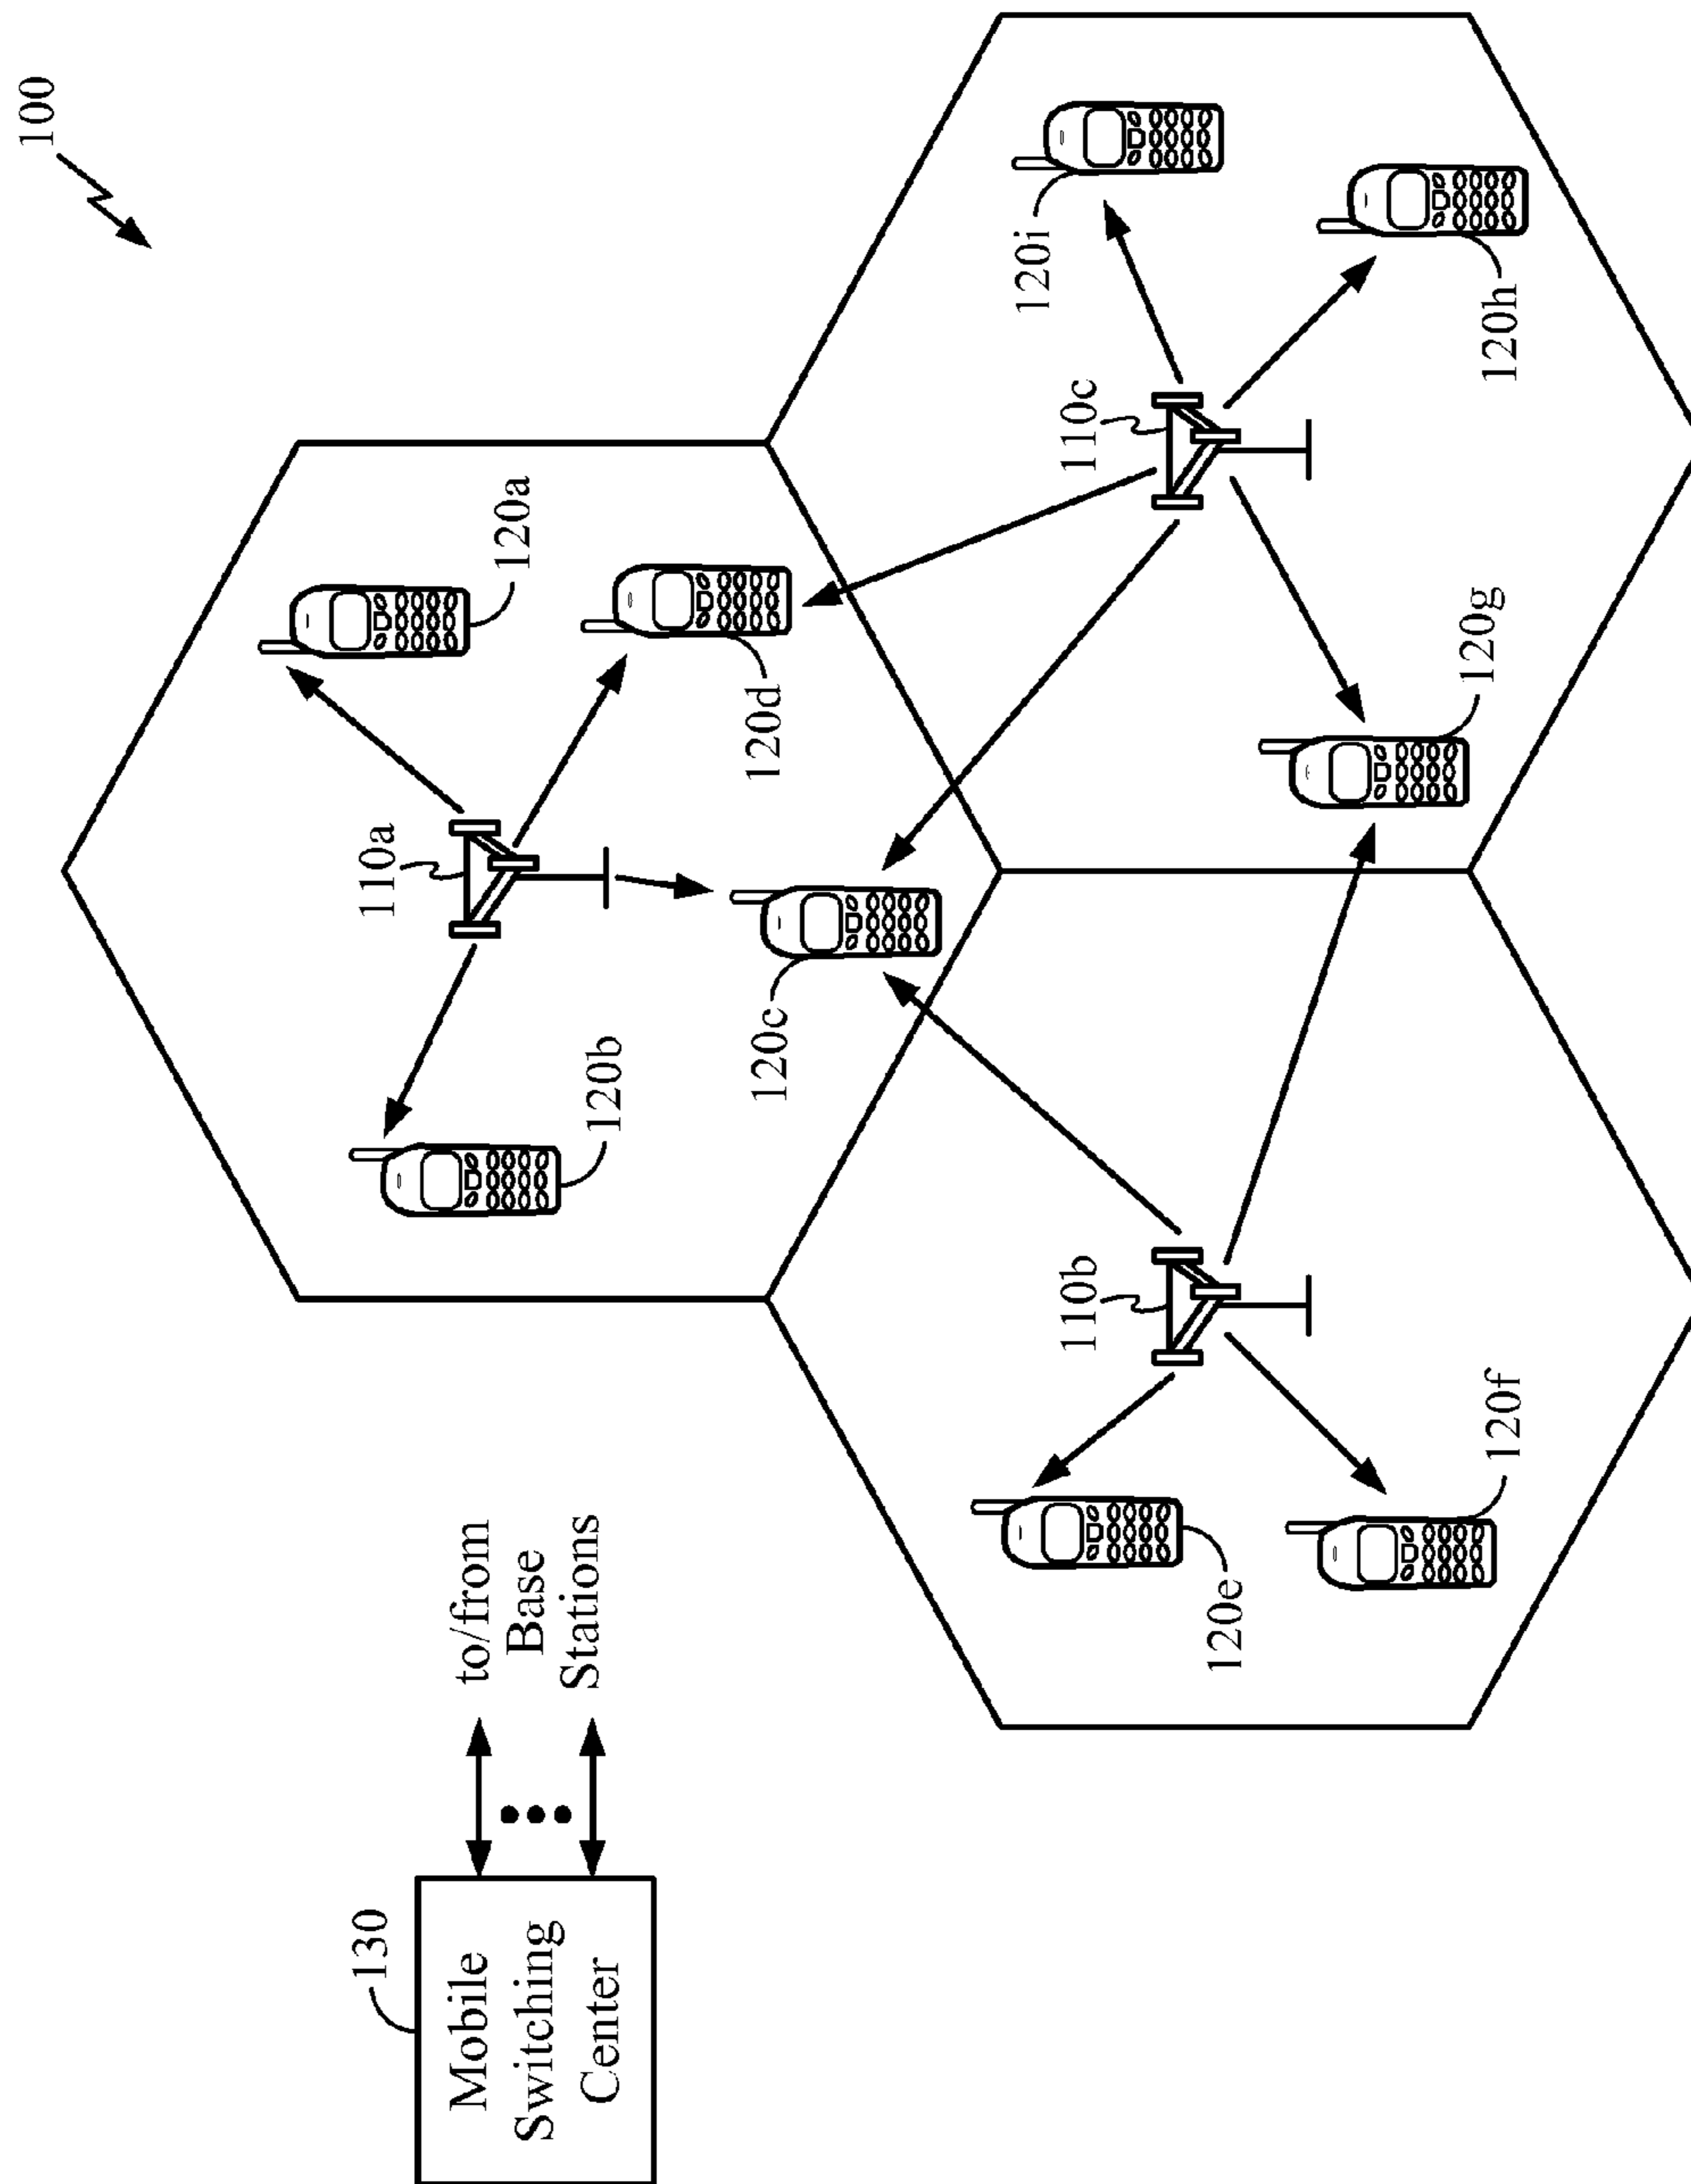 100
130
Mobile
Switching
Center
to/from
Base
Stations
110a
120a
120b
120d
120c
110b
120e
120f
110c
120i
120h
120g